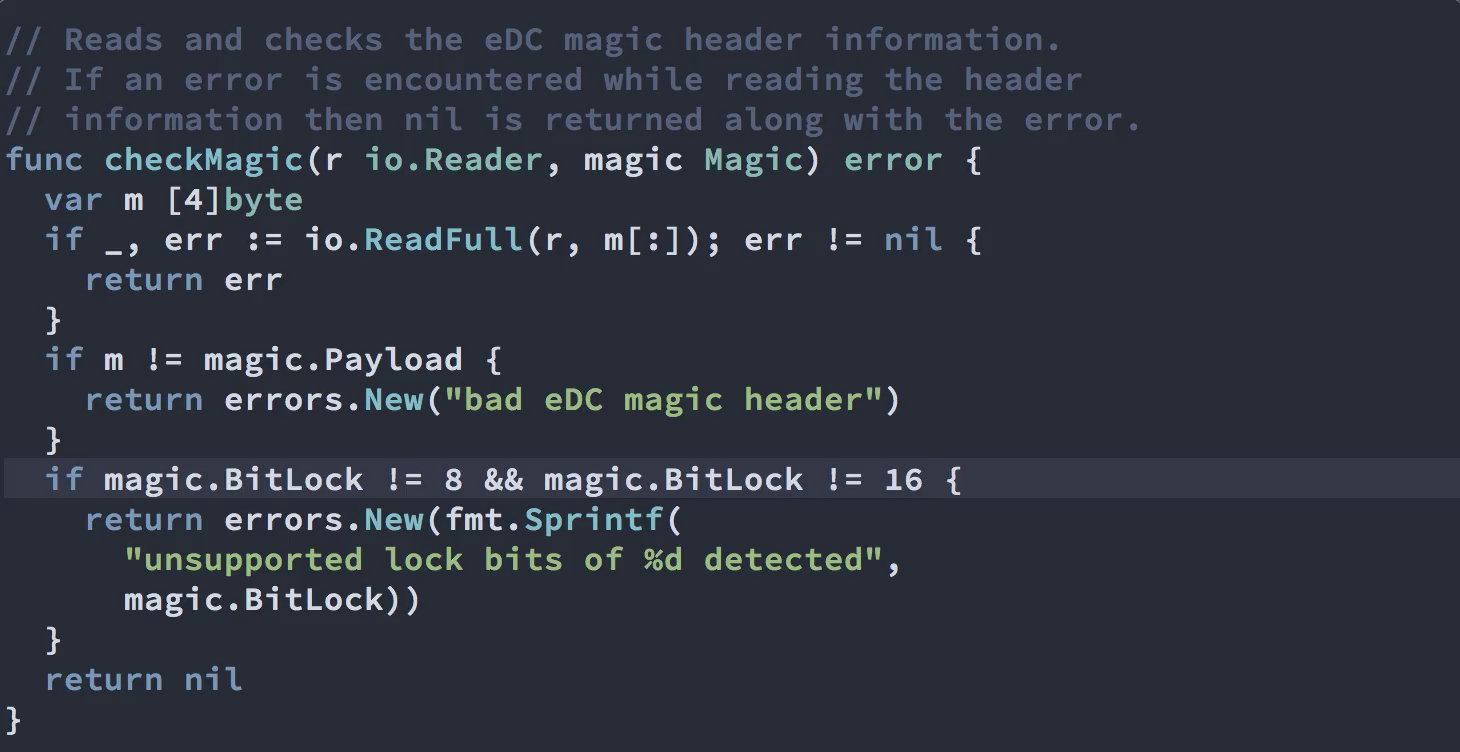 // Reads and checks the eDC magic header information.
// If an error is encountered while reading the header
// information then nil is returned along with the error.
func checkMagic(r io.Reader, magic Magic) error {
  var m [4]byte
  if _, err := io.ReadFull(r, m[:]); err != nil {
    return err
  }
  if m != magic.Payload {
    return errors.New("bad eDC magic header")
  }
  if magic.BitLock != 8 && magic.BitLock != 16 {
    return errors.New(fmt.Sprintf(
      "unsupported lock bits of %d detected",
      magic.BitLock))
  }
  return nil
}